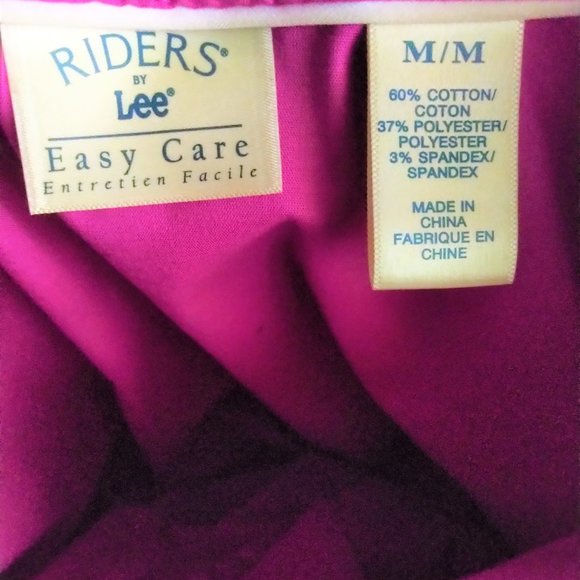 RIDERS®
BY
Lee®
Easy Care
Entretien Facile
M/M
60% COTTON/
COTON
37% POLYESTER/
POLYESTER
3% SPANDEX/
SPANDEX
MADE IN
CHINA
FABRIQUE EN
CHINE